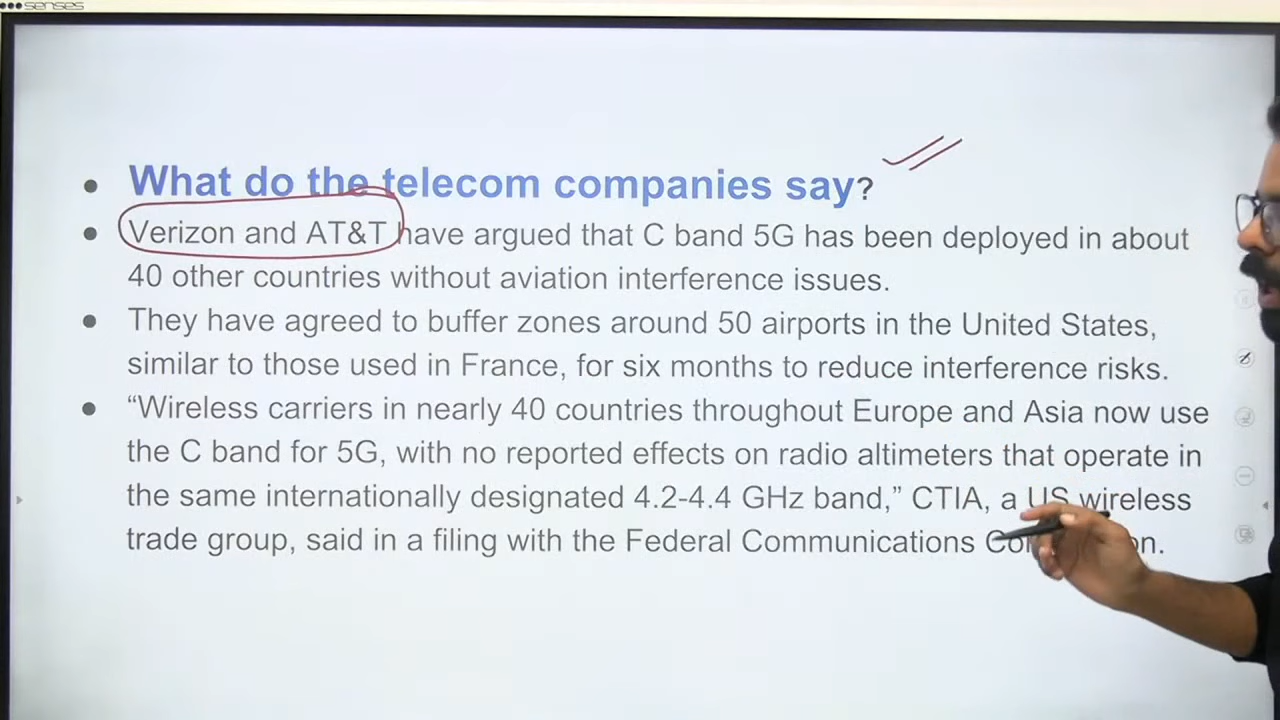 senses
What do the telecom companies say?
Verizon and AT&T have argued that C band 5G has been deployed in about
40 other countries without aviation interference issues.
They have agreed to buffer zones around 50 airports in the United States,
similar to those used in France, for six months to reduce interference risks.
“Wireless carriers in nearly 40 countries throughout Europe and Asia now use
the C band for 5G, with no reported effects on radio altimeters that operate in
the same internationally designated 4.2-4.4 GHz band,” CTIA, a US wireless
trade group, said in a filing with the Federal Communications